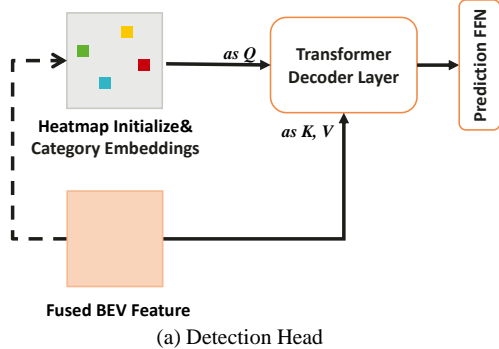 as Q
Transformer
Decoder Layer
Prediction FFN
Heatmap Initialize&
Category Embeddings
as K, V
Fused BEV Feature
(a) Detection Head